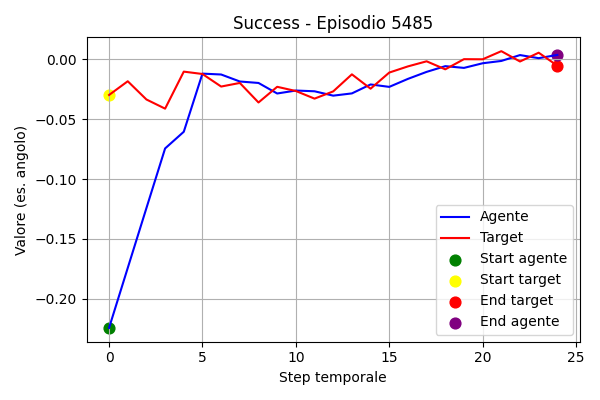 Success - Episodio 5485
Valore (es. angolo)
0.00
−0.05
−0.10
−0.15
−0.20
0
5
10
15
20
25
Step temporale
Agente
Target
Start agente
Start target
End target
End agente